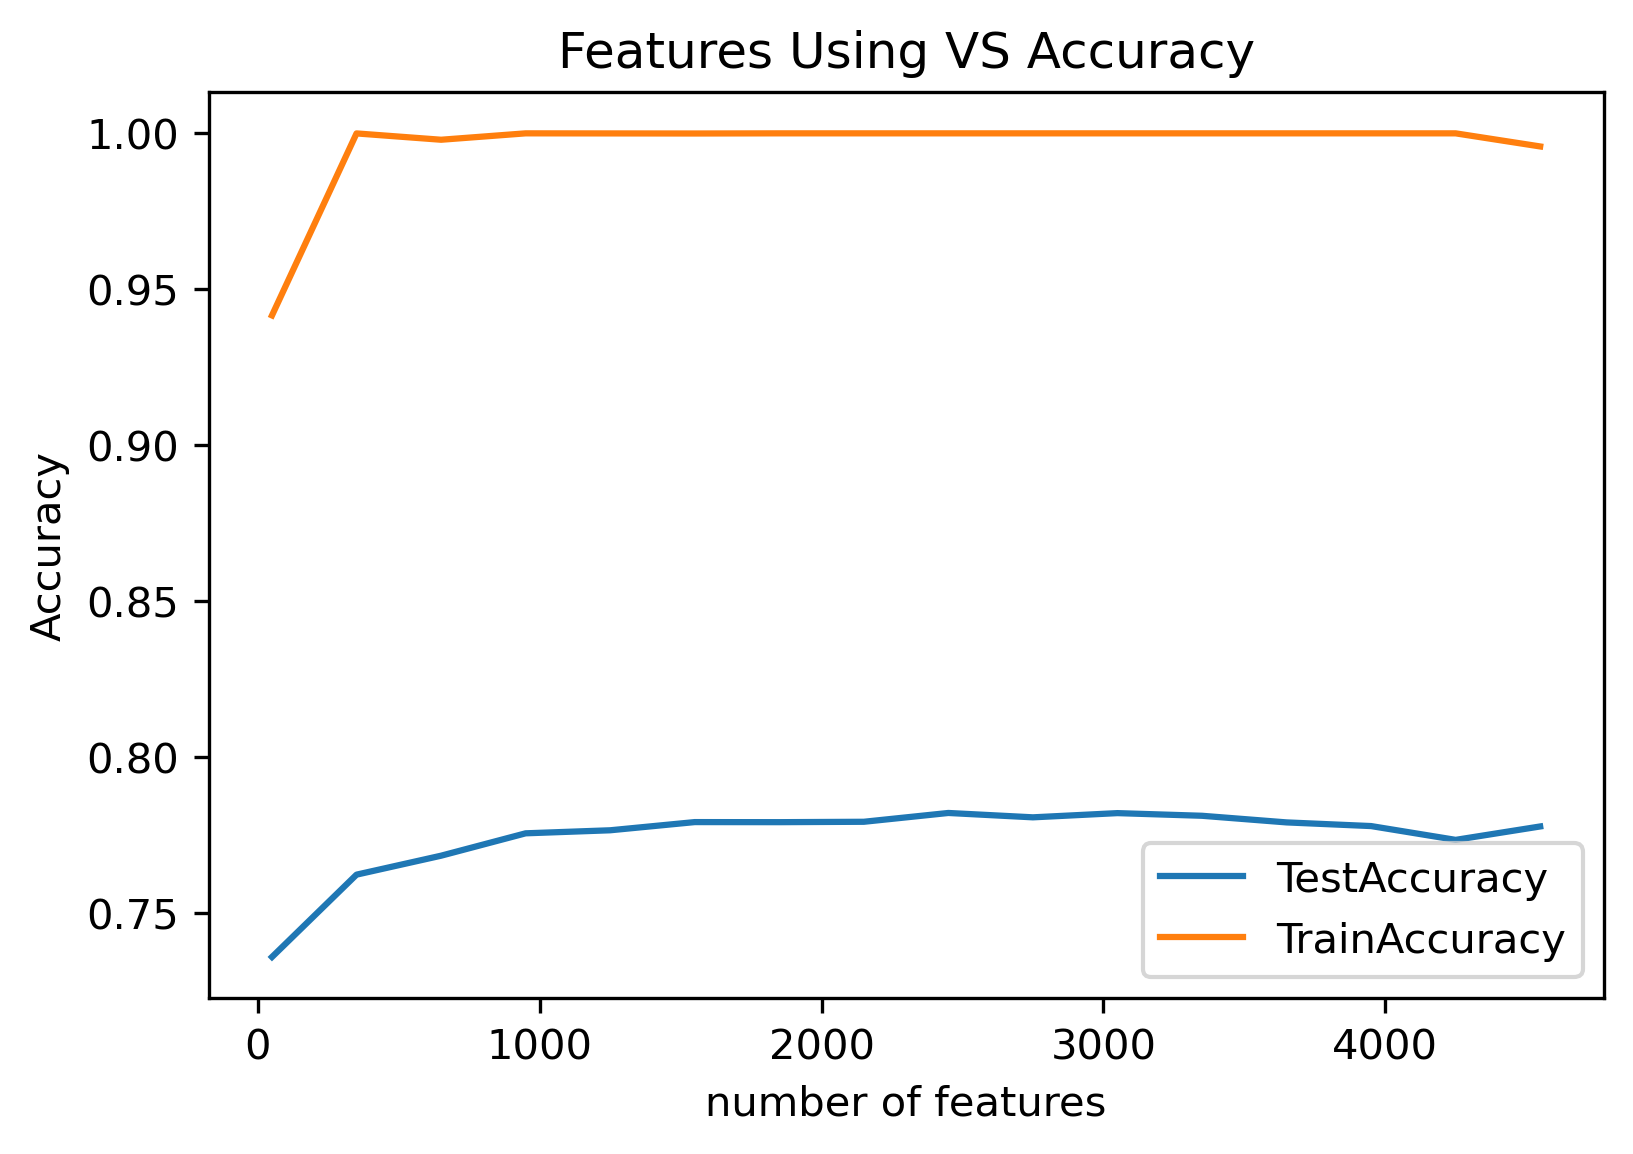 Features Using VS Accuracy
Accuracy
1.00
0.95
0.90
0.85
0.80
0.75
TestAccuracy
TrainAccuracy
0 1000 2000 3000 4000
number of features